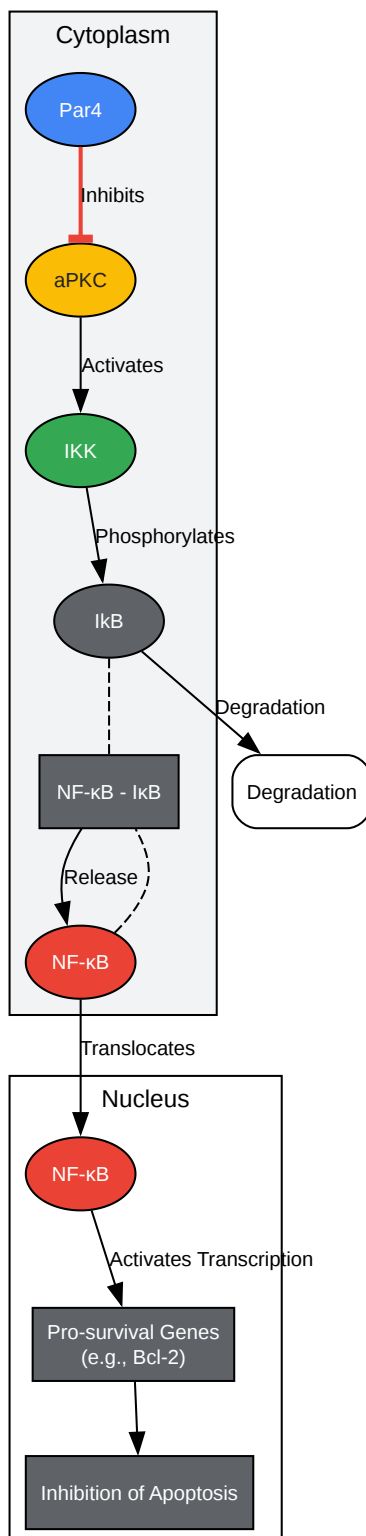 Cytoplasm
Par4
Inhibits
aPKC
Activates
IKK
Phosphorylates
IkB
Degradation
NF-κB - IκB
Degradation
Release
NF-κB
Translocates
Nucleus
NF-κB
Activates Transcription
Pro-survival Genes
(e.g., Bcl-2)
Inhibition of Apoptosis